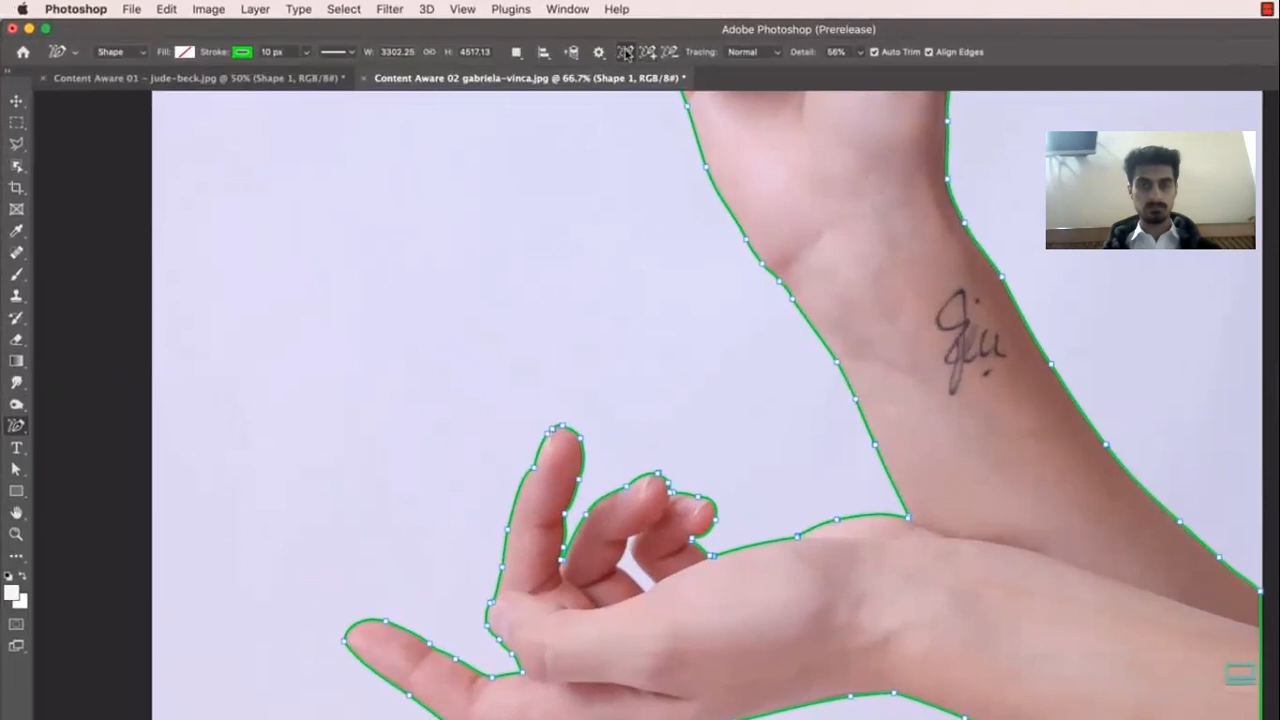 Photoshop File Edit Image Layer Type Select Filter 3D View Plugins Window Help
Adobe Photoshop (Prerelease)
Shape Fill: Stroke: 10 px W: 3302.25 H: 4517.13 Tracing: Normal Detail: 56% Auto Trim Align Edges
Content Aware 01 - jude-beck.jpg @ 50% (Shape 1, RGB/8#) * Content Aware 02 gabriela-vinca.jpg @ 66.7% (Shape 1, RGB/8#) *